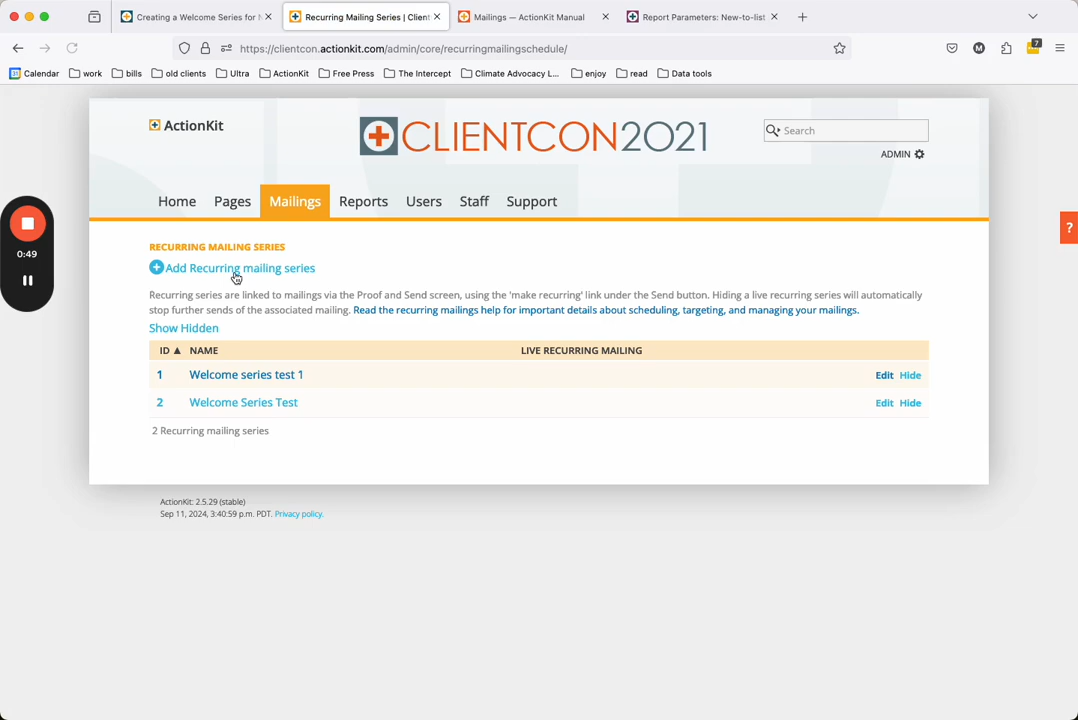 Creating a Welcome Series for N
Recurring Mailing Series | Client
Mailings — ActionKit Manual
Report Parameters: New-to-list
https://clientcon.actionkit.com/admin/core/recurringmailingschedule/
7
M
31 Calendar work bills old clients Ultra ActionKit Free Press The Intercept Climate Advocacy L... enjoy read Data tools
ActionKit
CLIENTCON2021
Search
ADMIN
Home Pages Mailings Reports Users Staff Support
?
0:49
RECURRING MAILING SERIES
Add Recurring mailing series
Recurring series are linked to mailings via the Proof and Send screen, using the 'make recurring' link under the Send button. Hiding a live recurring series will automatically
stop further sends of the associated mailing. Read the recurring mailings help for important details about scheduling, targeting, and managing your mailings.
Show Hidden
ID ▲ NAME LIVE RECURRING MAILING
1 Welcome series test 1 Edit Hide
2 Welcome Series Test Edit Hide
2 Recurring mailing series
ActionKit: 2.5.29 (stable)
Sep 11, 2024, 3:40:59 p.m. PDT. Privacy policy.